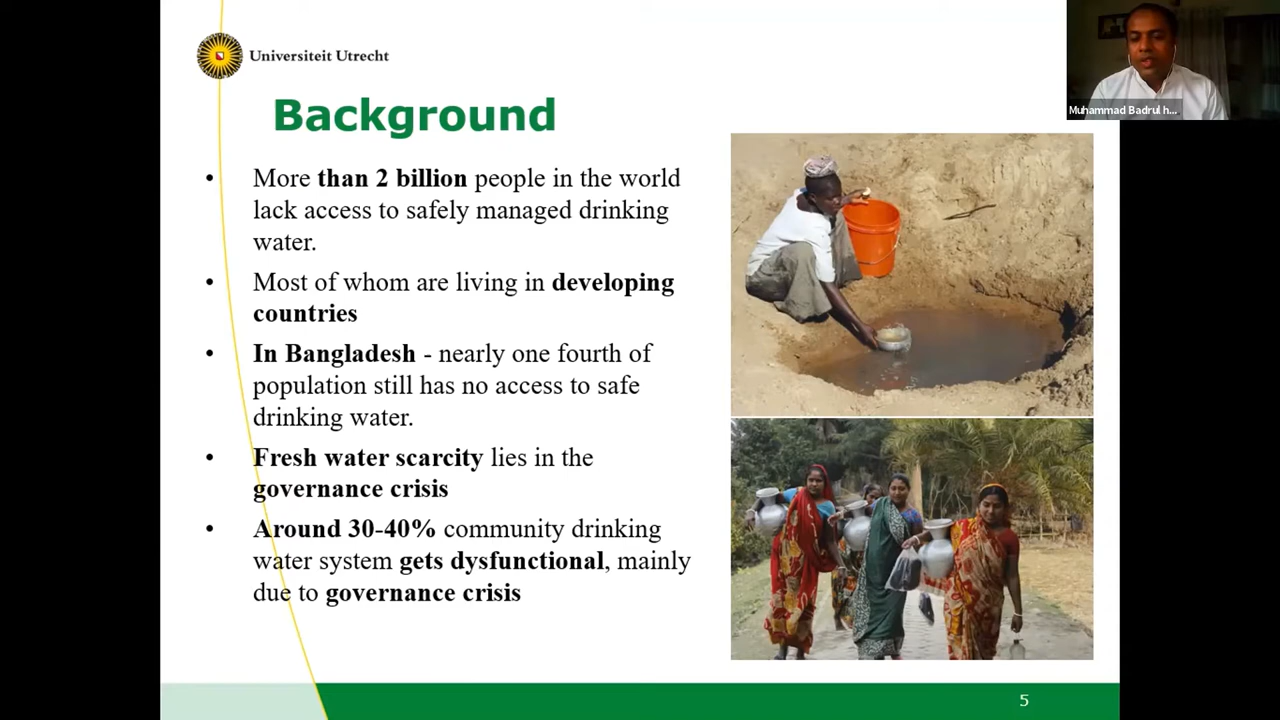 Universiteit Utrecht
Background
• More than 2 billion people in the world
lack access to safely managed drinking
water.
• Most of whom are living in developing
countries
• In Bangladesh - nearly one fourth of
population still has no access to safe
drinking water.
• Fresh water scarcity lies in the
governance crisis
• Around 30-40% community drinking
water system gets dysfunctional, mainly
due to governance crisis
5
Muhammad Badrul h...